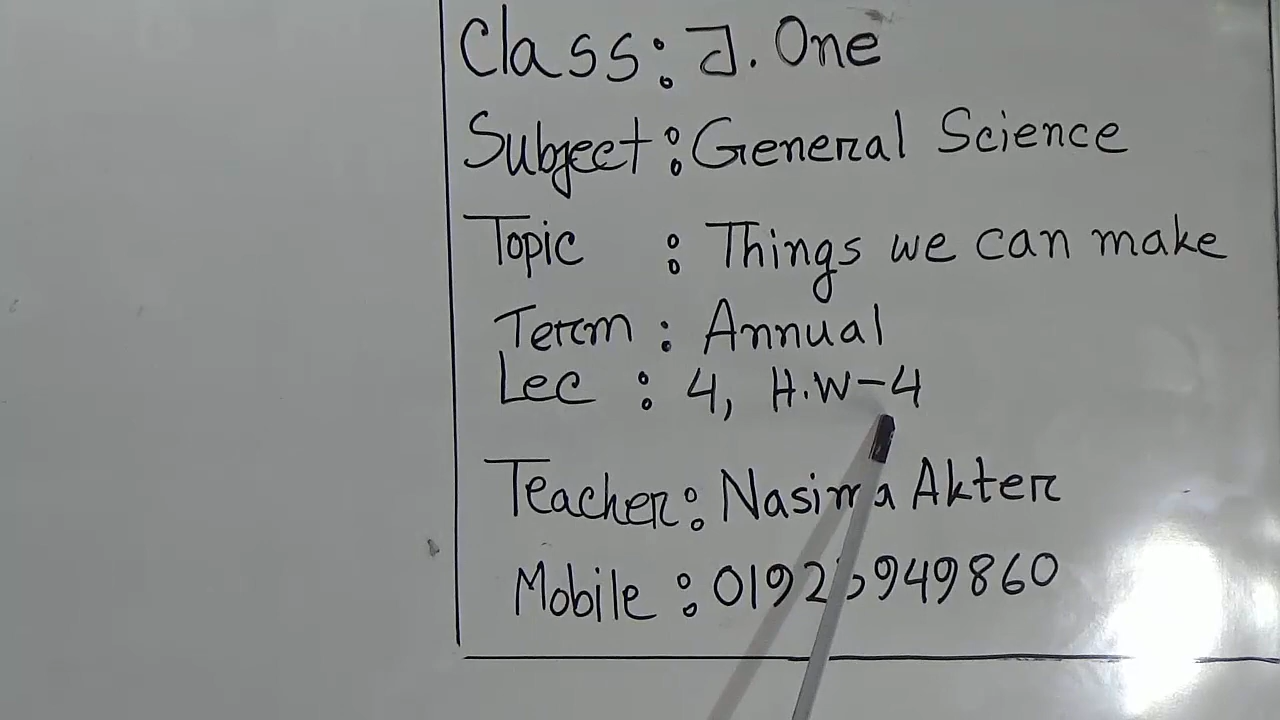 Class: J. One
Subject: General Science
Topic : Things we can make
Term : Annual
Lec : 4, H.W-4
Teacher: Nasima Akter
Mobile :